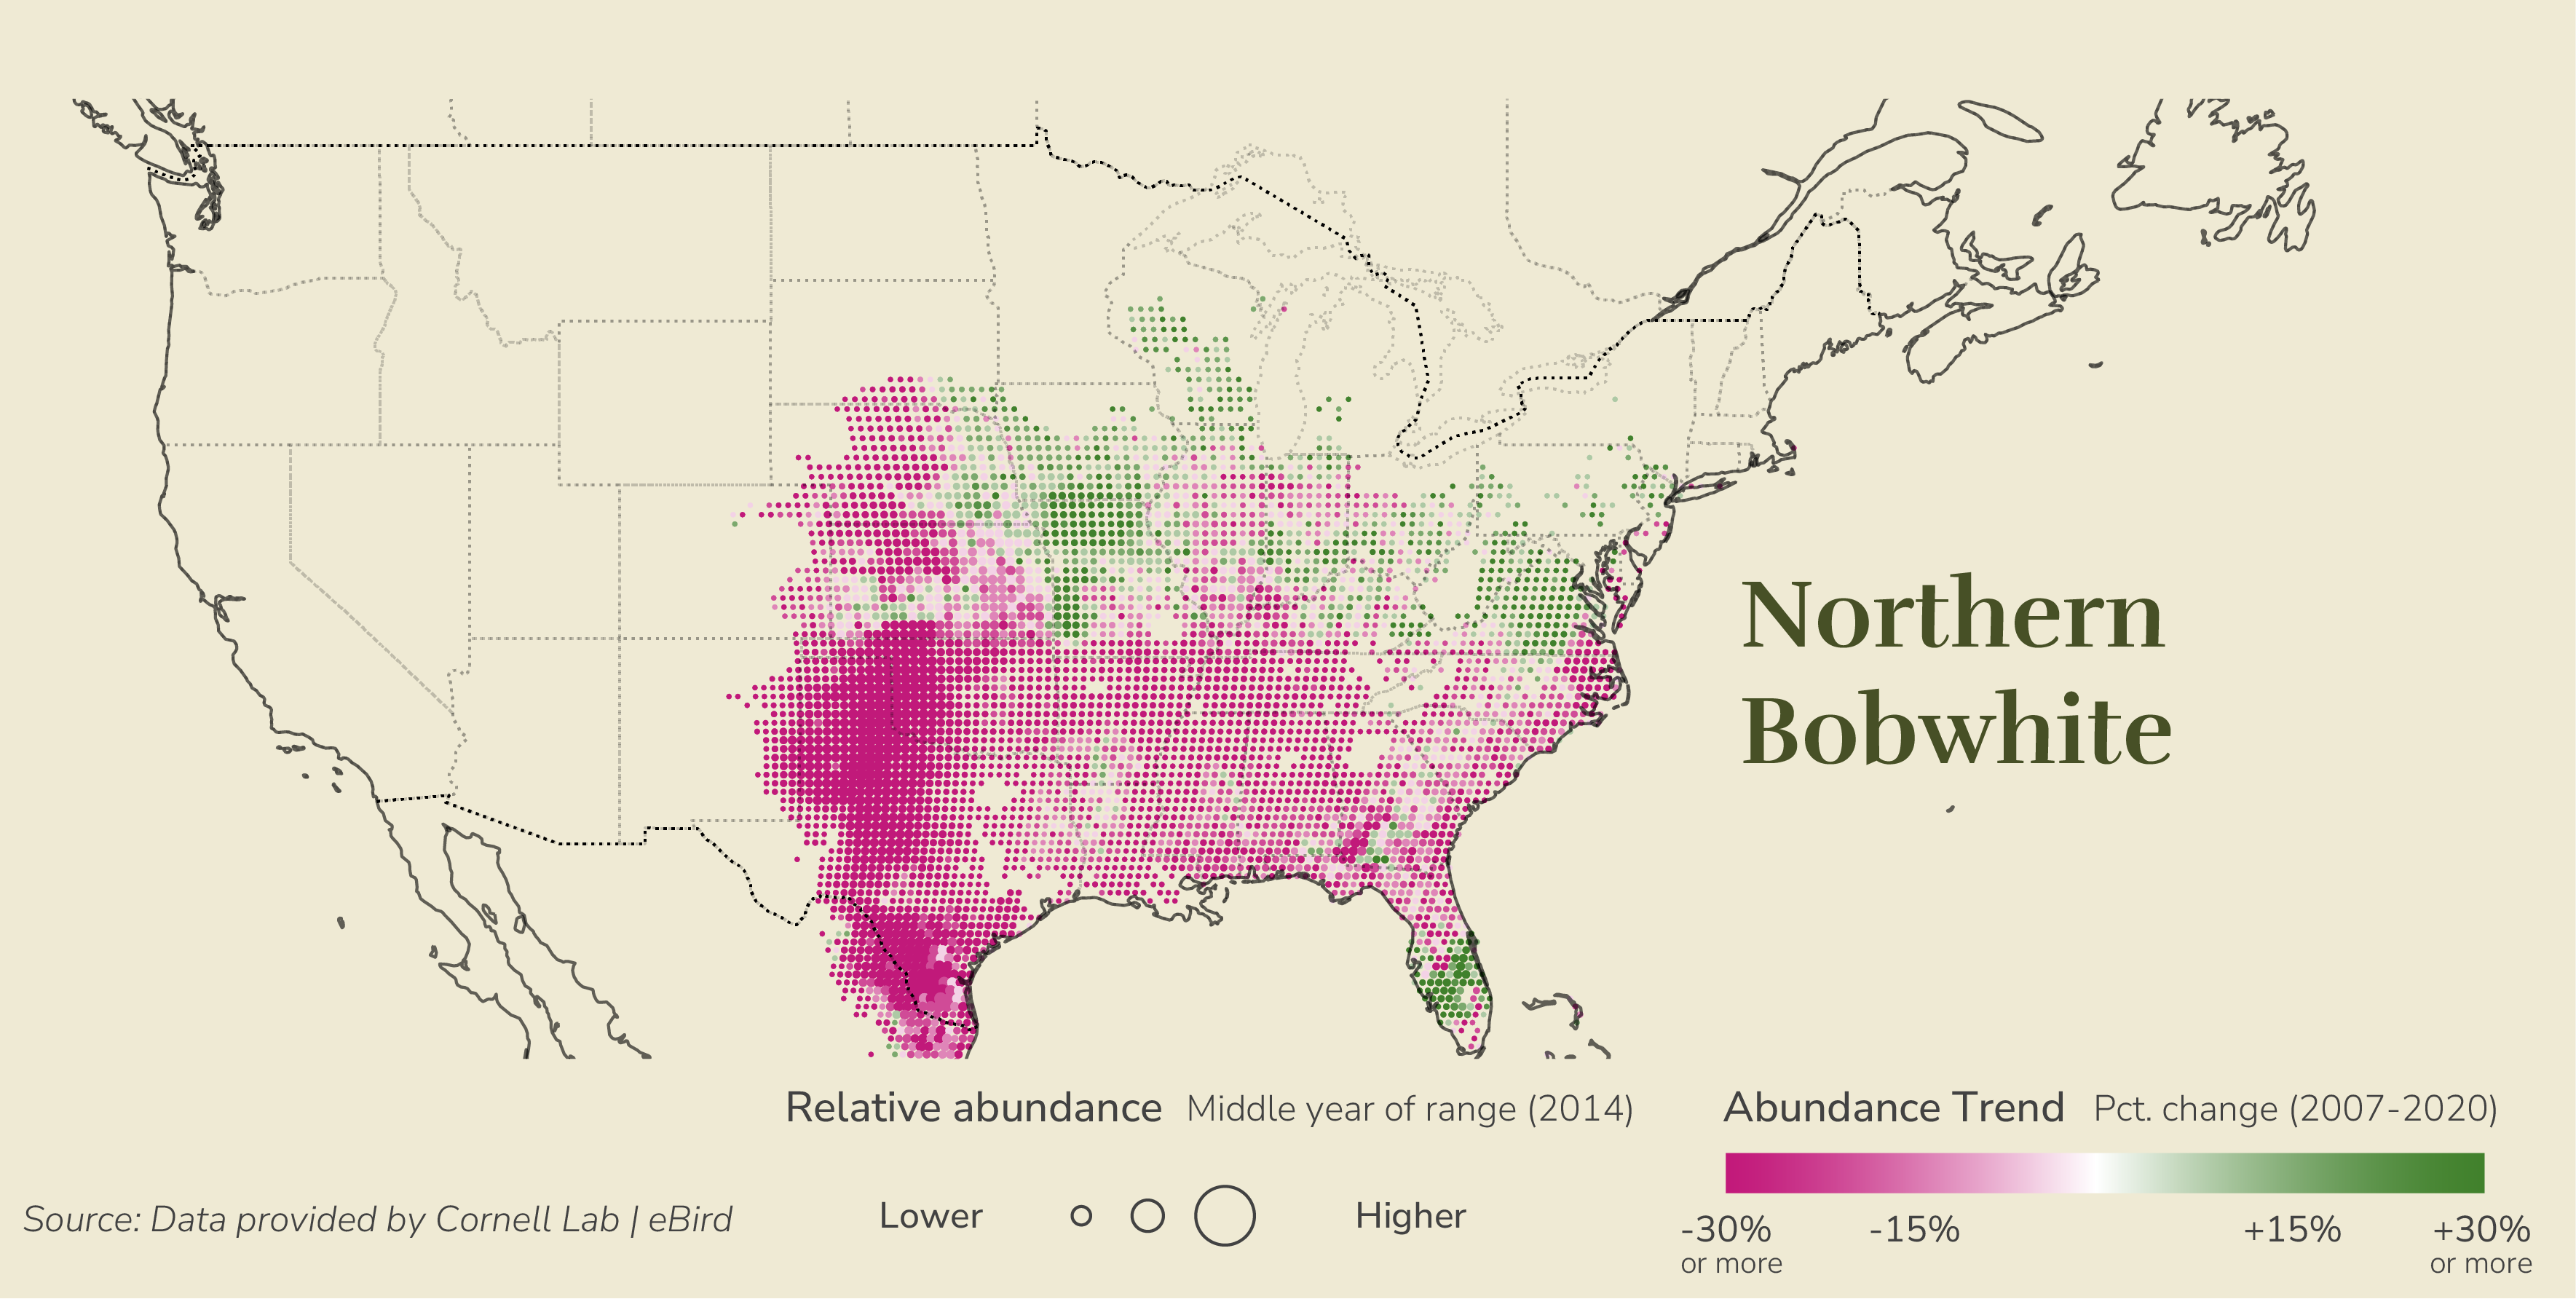 Northern
Bobwhite
Relative abundance Middle year of range (2014)
Lower Higher
Abundance Trend Pct. change (2007-2020)
-30% -15% +15% +30%
or more or more
Source: Data provided by Cornell Lab | eBird